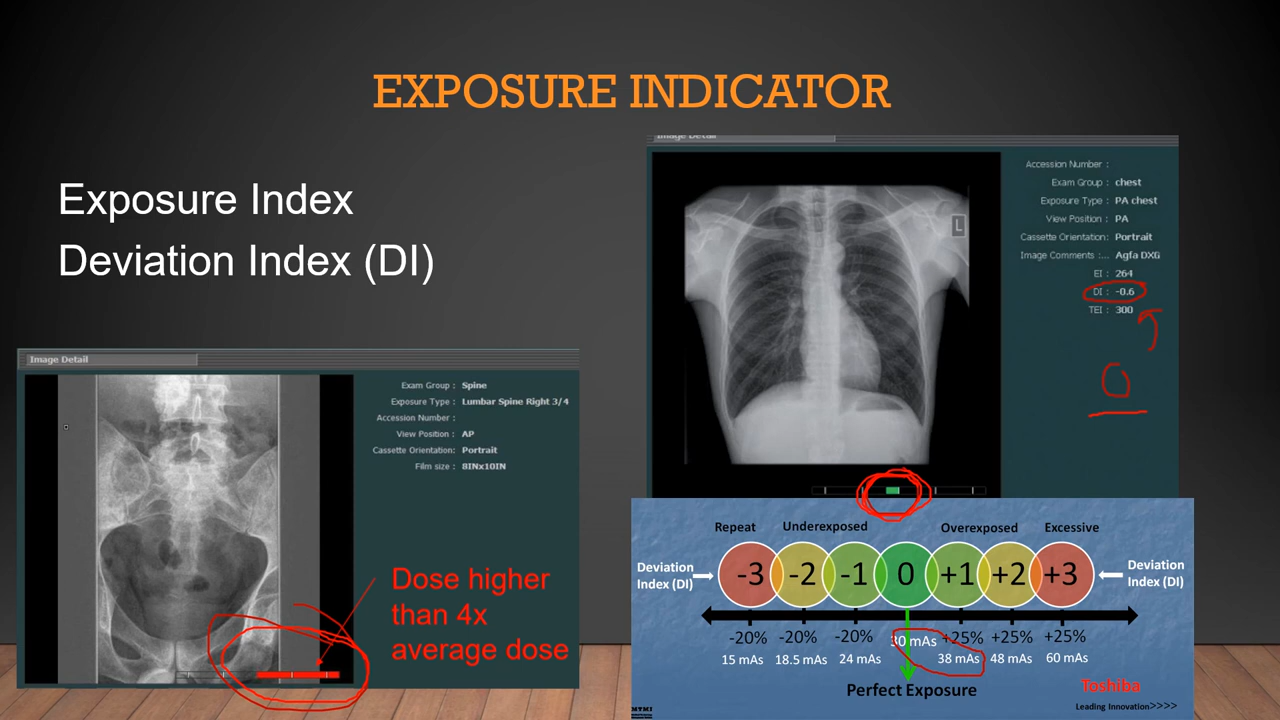 EXPOSURE INDICATOR
Exposure Index
Deviation Index (DI)
Image Detail
Accession Number :
Exam Group : chest
Exposure Type : PA chest
View Position : PA
Cassette Orientation: Portrait
Image Comments :... Agfa DXG
EI : 264
DI : -0.6
TEI : 300
L
0
Image Detail
Exam Group : Spine
Exposure Type : Lumbar Spine Right 3/4
Accession Number :
View Position : AP
Cassette Orientation: Portrait
Film size : 8INx10IN
Dose higher
than 4x
average dose
Repeat Underexposed Overexposed Excessive
Deviation
Index (DI)
-3 -2 -1 0 +1 +2 +3
Deviation
Index (DI)
-20% -20% -20% 30 mAs +25% +25% +25%
15 mAs 18.5 mAs 24 mAs 38 mAs 48 mAs 60 mAs
Perfect Exposure
Toshiba
Leading Innovation>>>>